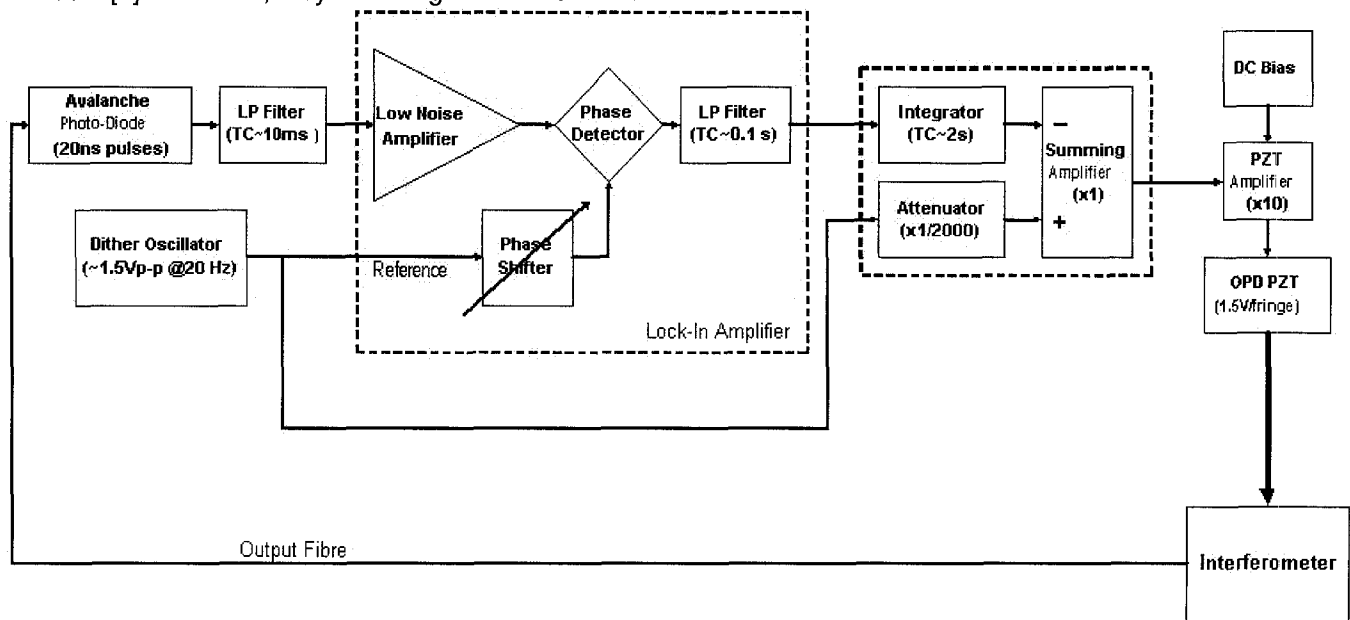 Avalanche
Photo-Diode
(20ns pulses)
LP Filter
(TC~10ms )
Low Noise
Amplifier
Phase
Detector
LP Filter
(TC~0.1 s)
Integrator
(TC~2s)
−
Summing
Amplifier
(x1)
+
Attenuator
(x1/2000)
DC Bias
PZT
Amplifier
(x10)
OPD PZT
(1.5V/fringe)
Dither Oscillator
(~1.5Vp-p @20 Hz)
Reference
Phase
Shifter
Lock-In Amplifier
Output Fibre
Interferometer